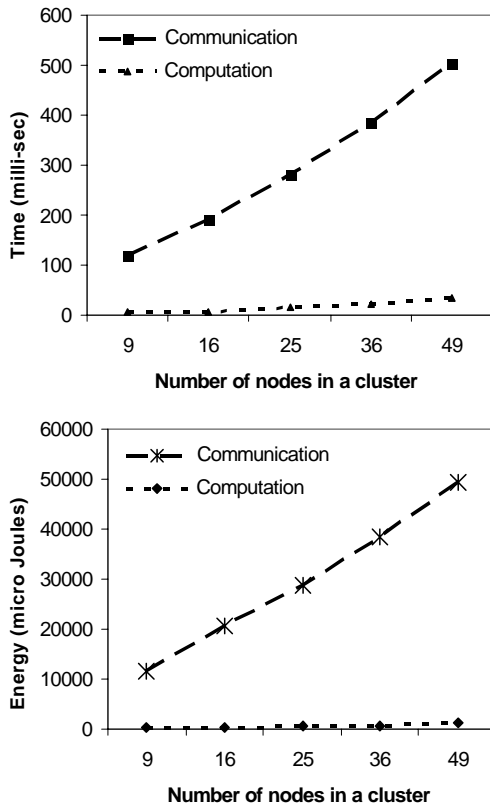 600
500
400
300
200
100
0
Time (milli-sec)
Communication
Computation
9 16 25 36 49
Number of nodes in a cluster
60000
50000
40000
30000
20000
10000
0
Energy (micro Joules)
Communication
Computation
9 16 25 36 49
Number of nodes in a cluster